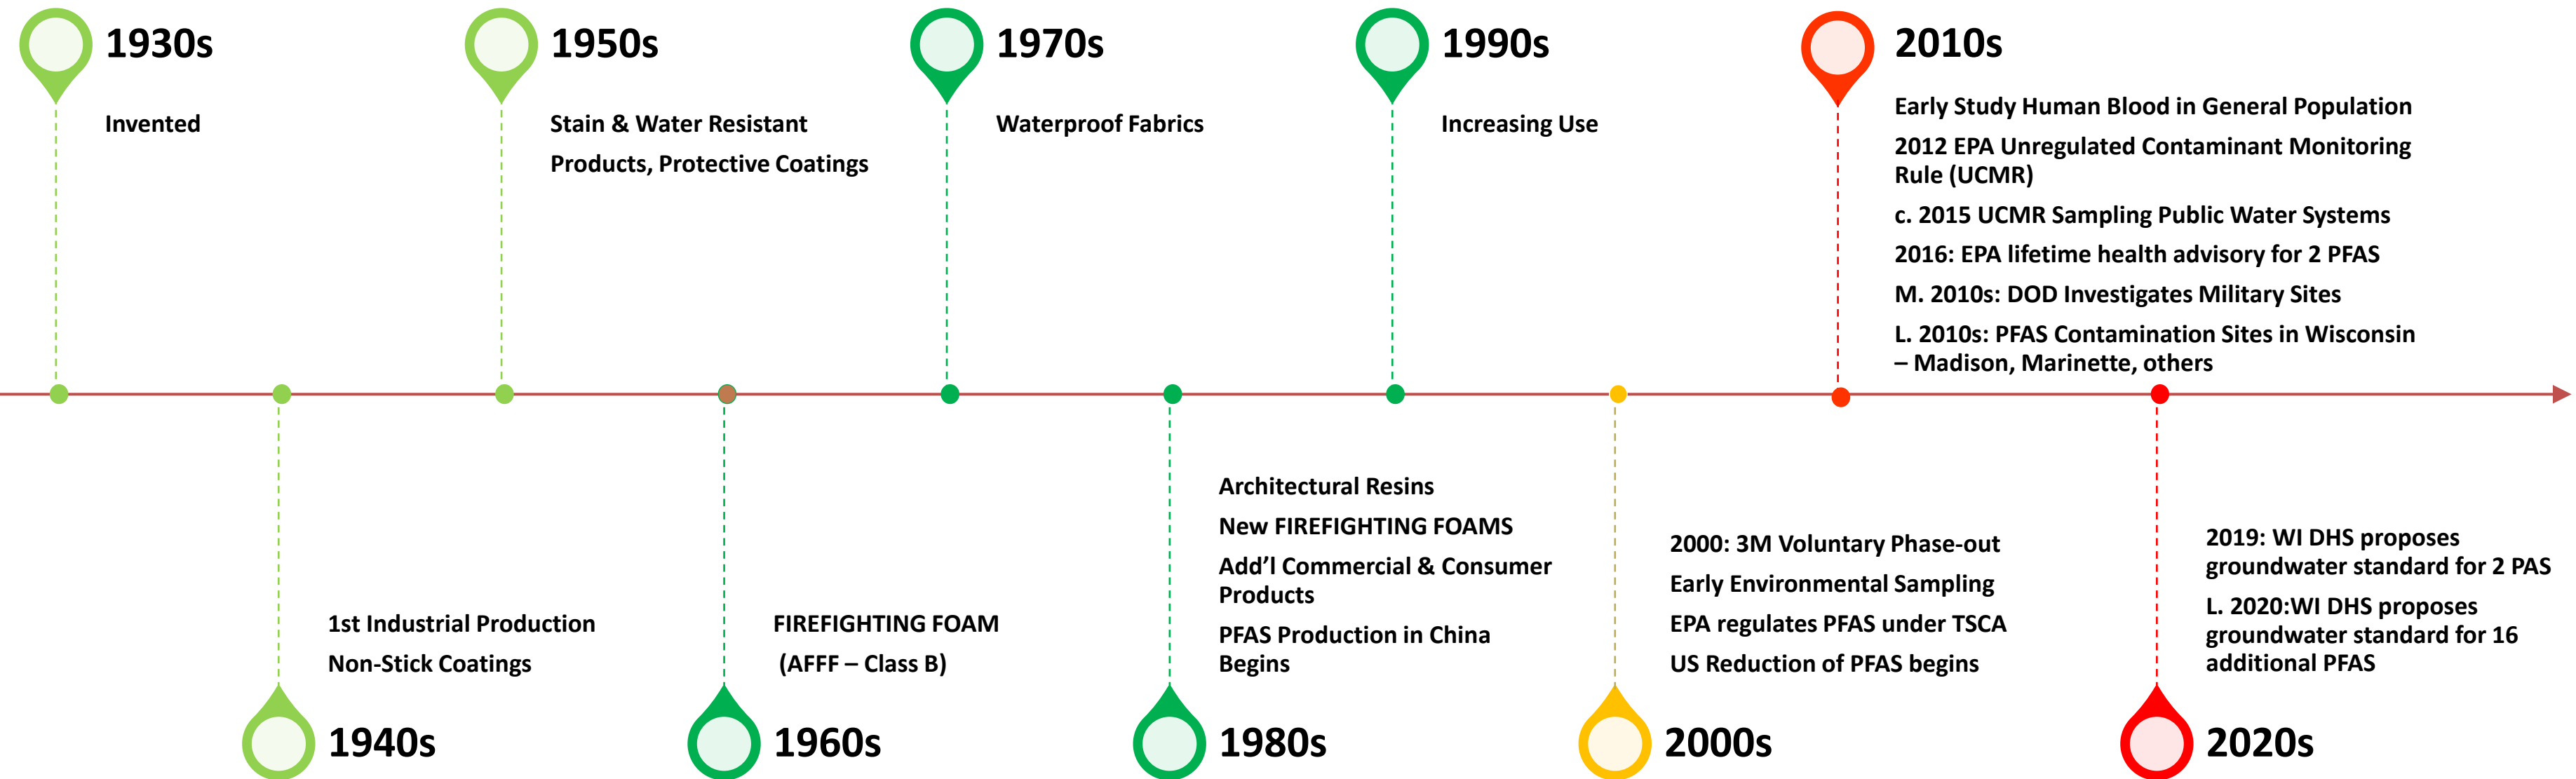 1930s
Invented
1950s
Stain & Water Resistant
Products, Protective Coatings
1970s
Waterproof Fabrics
1990s
Increasing Use
2010s
Early Study Human Blood in General Population
2012 EPA Unregulated Contaminant Monitoring
Rule (UCMR)
c. 2015 UCMR Sampling Public Water Systems
2016: EPA lifetime health advisory for 2 PFAS
M. 2010s: DOD Investigates Military Sites
L. 2010s: PFAS Contamination Sites in Wisconsin
– Madison, Marinette, others
1st Industrial Production
Non-Stick Coatings
1940s
FIREFIGHTING FOAM
(AFFF – Class B)
1960s
Architectural Resins
New FIREFIGHTING FOAMS
Add’l Commercial & Consumer
Products
PFAS Production in China
Begins
1980s
2000: 3M Voluntary Phase-out
Early Environmental Sampling
EPA regulates PFAS under TSCA
US Reduction of PFAS begins
2000s
2019: WI DHS proposes
groundwater standard for 2 PAS
L. 2020:WI DHS proposes
groundwater standard for 16
additional PFAS
2020s